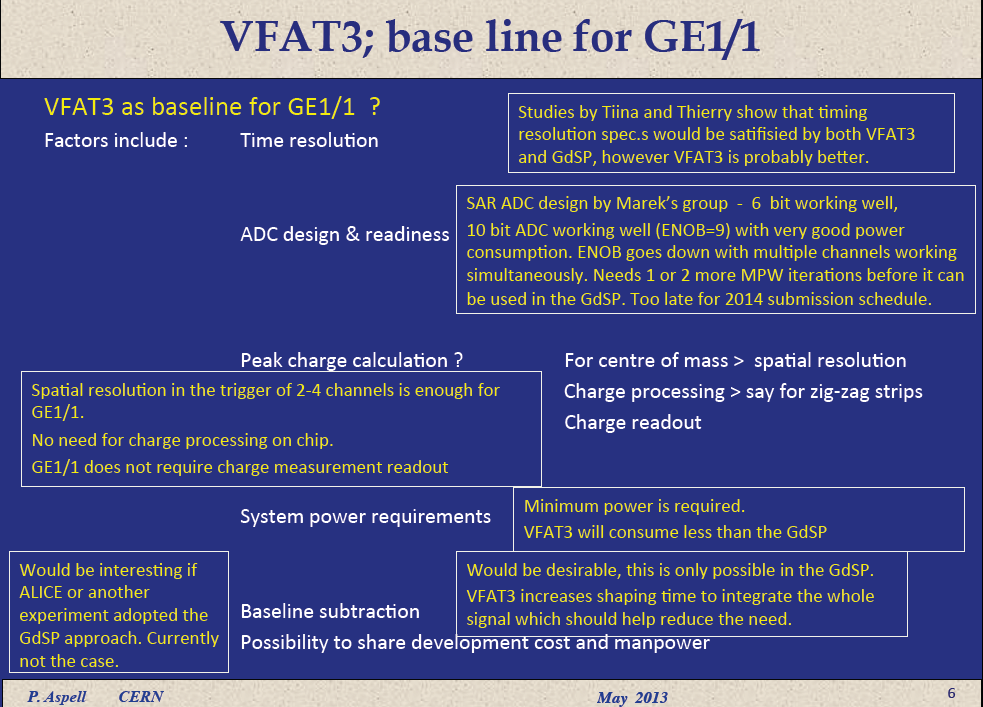 VFAT3; base line for GE1/1
VFAT3 as baseline for GE1/1 ?
Factors include :
Time resolution
Studies by Tiina and Thierry show that timing
resolution spec.s would be satifisied by both VFAT3
and GdSP, however VFAT3 is probably better.
ADC design & readiness
SAR ADC design by Marek’s group - 6 bit working well,
10 bit ADC working well (ENOB=9) with very good power
consumption. ENOB goes down with multiple channels working
simultaneously. Needs 1 or 2 more MPW iterations before it can
be used in the GdSP. Too late for 2014 submission schedule.
Peak charge calculation ?
For centre of mass > spatial resolution
Charge processing > say for zig-zag strips
Charge readout
Spatial resolution in the trigger of 2-4 channels is enough for
GE1/1.
No need for charge processing on chip.
GE1/1 does not require charge measurement readout
System power requirements
Minimum power is required.
VFAT3 will consume less than the GdSP
Would be interesting if
ALICE or another
experiment adopted the
GdSP approach. Currently
not the case.
Baseline subtraction
Would be desirable, this is only possible in the GdSP.
VFAT3 increases shaping time to integrate the whole
signal which should help reduce the need.
Possibility to share development cost and manpower
P. Aspell CERN
May 2013
6